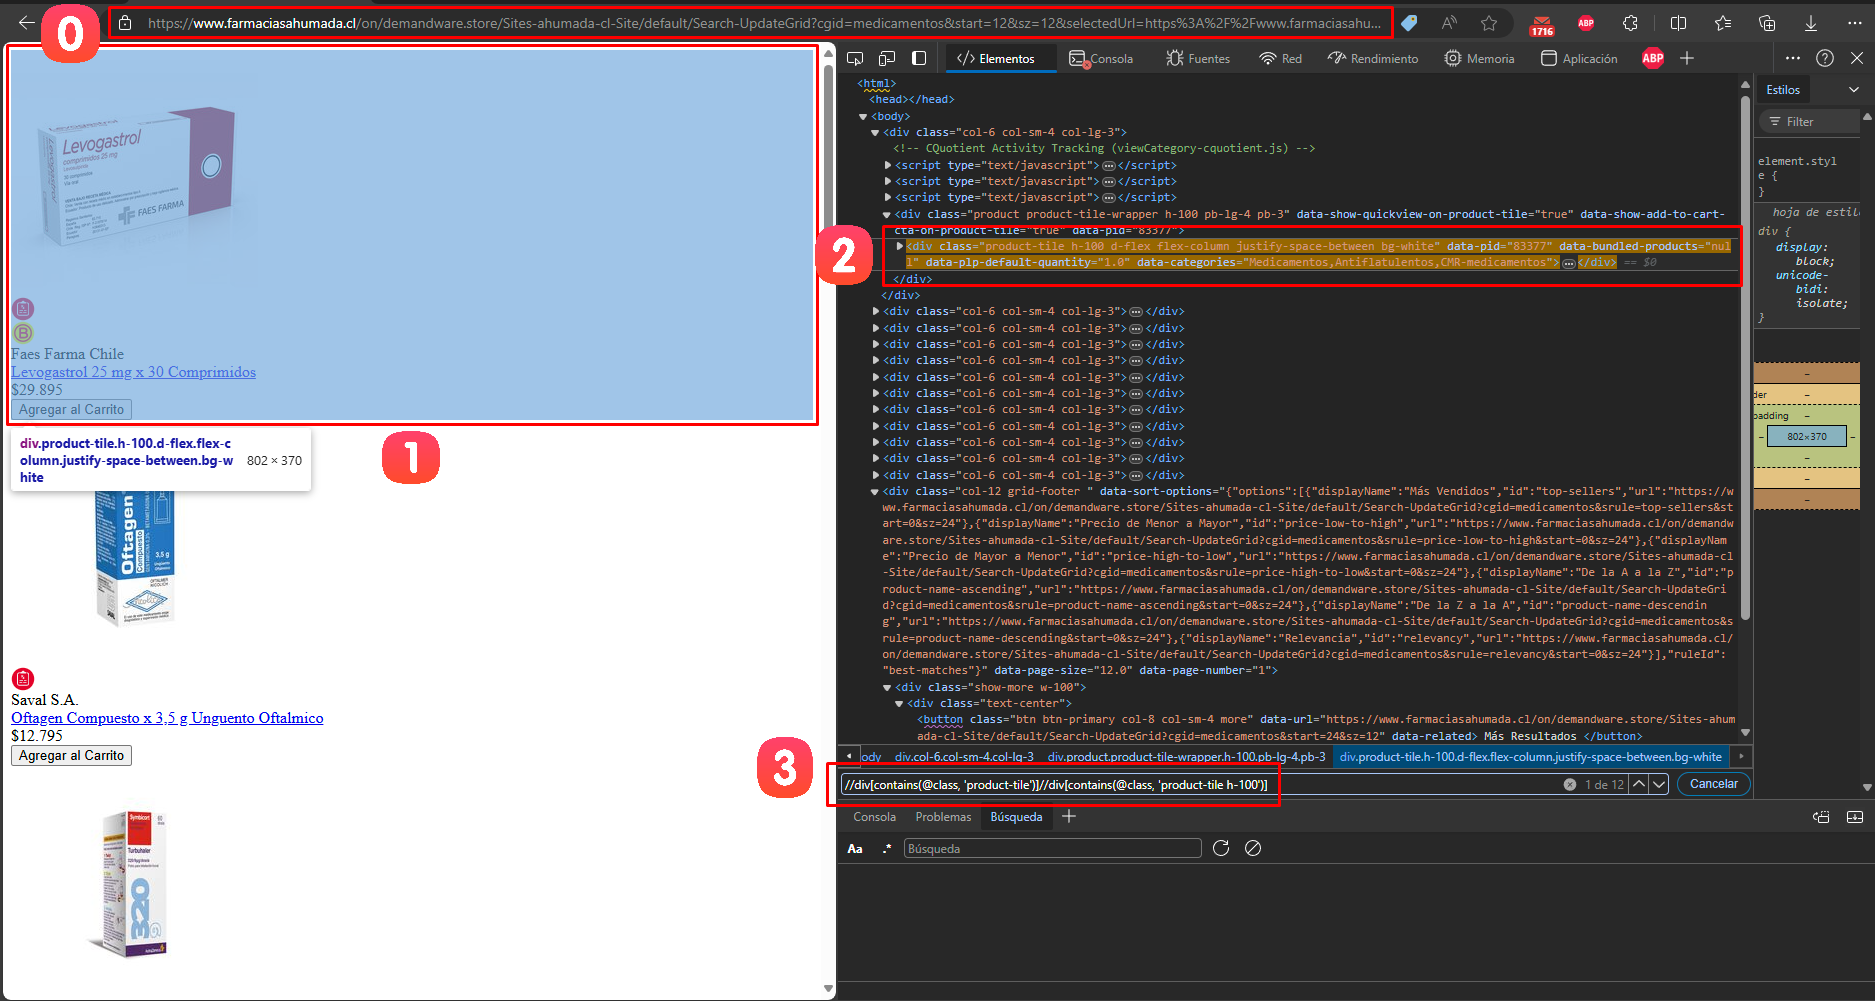 0
https://www.farmaciasahumada.cl/on/demandware.store/Sites-ahumada-cl-Site/default/Search-UpdateGrid?cgid=medicamentos&start=12&sz=12&selectedUrl=https%3A%2F%2Fwww.farmaciasahu...
1716
ABP
Levogastrol
Levogastrol
comprimidos 25 mg
30 comprimidos
Vía oral
FAES FARMA
B
Faes Farma Chile
Levogastrol 25 mg x 30 Comprimidos
$29.895
Agregar al Carrito
div.product-tile.h-100.d-flex.flex-c
olumn.justify-space-between.bg-w
hite
802 × 370
1
Oftagen
Compuesto
3,5 g
Saval S.A.
Oftagen Compuesto x 3,5 g Unguento Oftalmico
$12.795
Agregar al Carrito
Symbicort
Turbuhaler
320
Elementos
Consola
Fuentes
Red
Rendimiento
Memoria
Aplicación
ABP
<html>
<head></head>
<body>
<div class="col-6 col-sm-4 col-lg-3">
<!-- CQuotient Activity Tracking (viewCategory-cquotient.js) -->
<script type="text/javascript">…</script>
<script type="text/javascript">…</script>
<script type="text/javascript">…</script>
<div class="product product-tile-wrapper h-100 pb-lg-4 pb-3" data-show-quickview-on-product-tile="true" data-show-add-to-cart-
cta-on-product-tile="true" data-pid="83377">
2
<div class="product-tile h-100 d-flex flex-column justify-space-between bg-white" data-pid="83377" data-bundled-products="nul
l" data-plp-default-quantity="1.0" data-categories="Medicamentos,Antiflatulentos,CMR-medicamentos">…</div> == $0
</div>
</div>
<div class="col-6 col-sm-4 col-lg-3">…</div>
<div class="col-6 col-sm-4 col-lg-3">…</div>
<div class="col-6 col-sm-4 col-lg-3">…</div>
<div class="col-6 col-sm-4 col-lg-3">…</div>
<div class="col-6 col-sm-4 col-lg-3">…</div>
<div class="col-6 col-sm-4 col-lg-3">…</div>
<div class="col-6 col-sm-4 col-lg-3">…</div>
<div class="col-6 col-sm-4 col-lg-3">…</div>
<div class="col-6 col-sm-4 col-lg-3">…</div>
<div class="col-6 col-sm-4 col-lg-3">…</div>
<div class="col-6 col-sm-4 col-lg-3">…</div>
<div class="col-12 grid-footer " data-sort-options="{"options":[{"displayName":"Más Vendidos","id":"top-sellers","url":"https://w
ww.farmaciasahumada.cl/on/demandware.store/Sites-ahumada-cl-Site/default/Search-UpdateGrid?cgid=medicamentos&srule=top-sellers&s
tart=0&sz=24"},{"displayName":"Precio de Menor a Mayor","id":"price-low-to-high","url":"https://www.farmaciasahumada.cl/on/demandw
are.store/Sites-ahumada-cl-Site/default/Search-UpdateGrid?cgid=medicamentos&srule=price-low-to-high&start=0&sz=24"},{"displayNam
e":"Precio de Mayor a Menor","id":"price-high-to-low","url":"https://www.farmaciasahumada.cl/on/demandware.store/Sites-ahumada-cl
-Site/default/Search-UpdateGrid?cgid=medicamentos&srule=price-high-to-low&start=0&sz=24"},{"displayName":"De la A a la Z","id":"p
roduct-name-ascending","url":"https://www.farmaciasahumada.cl/on/demandware.store/Sites-ahumada-cl-Site/default/Search-UpdateGri
d?cgid=medicamentos&srule=product-name-ascending&start=0&sz=24"},{"displayName":"De la Z a la A","id":"product-name-descendin
g","url":"https://www.farmaciasahumada.cl/on/demandware.store/Sites-ahumada-cl-Site/default/Search-UpdateGrid?cgid=medicamentos&
srule=product-name-descending&start=0&sz=24"},{"displayName":"Relevancia","id":"relevancy","url":"https://www.farmaciasahumada.cl/
on/demandware.store/Sites-ahumada-cl-Site/default/Search-UpdateGrid?cgid=medicamentos&srule=relevancy&start=0&sz=24"}],"ruleId":
"best-matches"}" data-page-size="12.0" data-page-number="1">
<div class="show-more w-100">
<div class="text-center">
<button class="btn btn-primary col-8 col-sm-4 more" data-url="https://www.farmaciasahumada.cl/on/demandware.store/Sites-ahum
ada-cl-Site/default/Search-UpdateGrid?cgid=medicamentos&start=24&sz=12" data-related> Más Resultados </button>
ody
div.col-6.col-sm-4.col-lg-3
div.product.product-tile-wrapper.h-100.pb-lg-4.pb-3
div.product-tile.h-100.d-flex.flex-column.justify-space-between.bg-white
3
//div[contains(@class, 'product-tile')]//div[contains(@class, 'product-tile h-100')]
1 de 12
Cancelar
Consola
Problemas
Búsqueda
Aa
.*
Búsqueda
Estilos
Filter
element.styl
e {
}
hoja de estil
div {
display:
block;
unicode-
bidi:
isolate;
}
–
der
–
padding
–
–
802×370
–
–
–
–